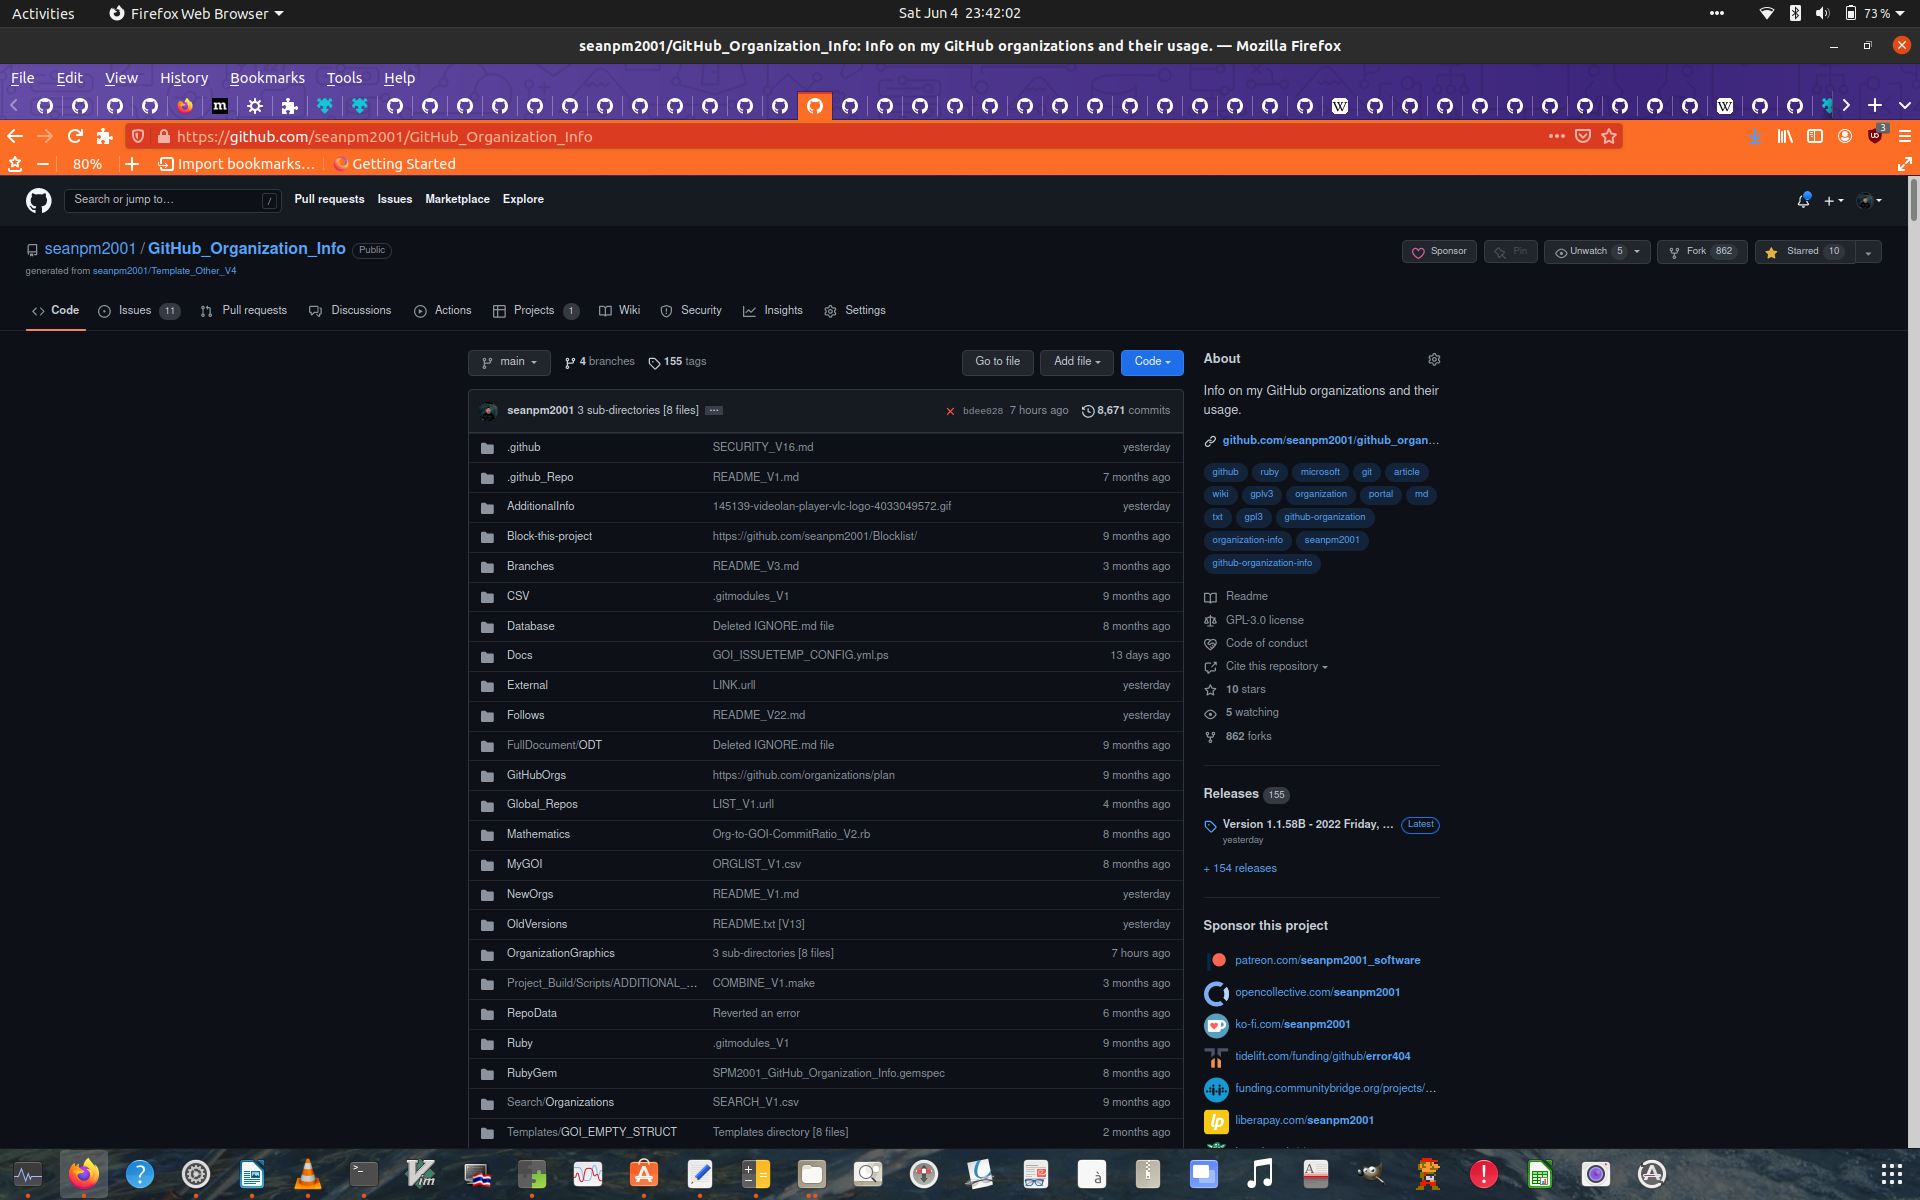 Activities Firefox Web Browser Sat Jun 4 23:42:02 73 %
seanpm2001/GitHub_Organization_Info: Info on my GitHub organizations and their usage. — Mozilla Firefox
File Edit View History Bookmarks Tools Help
https://github.com/seanpm2001/GitHub_Organization_Info 3
80% Import bookmarks... Getting Started
Search or jump to... / Pull requests Issues Marketplace Explore
seanpm2001 / GitHub_Organization_Info Public Sponsor Pin Unwatch 5 Fork 862 Starred 10
generated from seanpm2001/Template_Other_V4
Code Issues 11 Pull requests Discussions Actions Projects 1 Wiki Security Insights Settings
main 4 branches 155 tags Go to file Add file Code
seanpm2001 3 sub-directories [8 files] ... bdee028 7 hours ago 8,671 commits
.github SECURITY_V16.md yesterday
.github_Repo README_V1.md 7 months ago
AdditionalInfo 145139-videolan-player-vlc-logo-4033049572.gif yesterday
Block-this-project https://github.com/seanpm2001/Blocklist/ 9 months ago
Branches README_V3.md 3 months ago
CSV .gitmodules_V1 9 months ago
Database Deleted IGNORE.md file 8 months ago
Docs GOI_ISSUETEMP_CONFIG.yml.ps 13 days ago
External LINK.urll yesterday
Follows README_V22.md yesterday
FullDocument/ODT Deleted IGNORE.md file 9 months ago
GitHubOrgs https://github.com/organizations/plan 9 months ago
Global_Repos LIST_V1.urll 4 months ago
Mathematics Org-to-GOI-CommitRatio_V2.rb 8 months ago
MyGOI ORGLIST_V1.csv 8 months ago
NewOrgs README_V1.md yesterday
OldVersions README.txt [V13] yesterday
OrganizationGraphics 3 sub-directories [8 files] 7 hours ago
Project_Build/Scripts/ADDITIONAL_... COMBINE_V1.make 3 months ago
RepoData Reverted an error 6 months ago
Ruby .gitmodules_V1 9 months ago
RubyGem SPM2001_GitHub_Organization_Info.gemspec 8 months ago
Search/Organizations SEARCH_V1.csv 9 months ago
Templates/GOI_EMPTY_STRUCT Templates directory [8 files] 2 months ago
About
Info on my GitHub organizations and their
usage.
github.com/seanpm2001/github_organ...
github ruby microsoft git article
wiki gplv3 organization portal md
txt gpl3 github-organization
organization-info seanpm2001
github-organization-info
Readme
GPL-3.0 license
Code of conduct
Cite this repository
10 stars
5 watching
862 forks
Releases 155
Version 1.1.58B - 2022 Friday, ... Latest
yesterday
+ 154 releases
Sponsor this project
patreon.com/seanpm2001_software
opencollective.com/seanpm2001
ko-fi.com/seanpm2001
tidelift.com/funding/github/error404
funding.communitybridge.org/projects/...
liberapay.com/seanpm2001